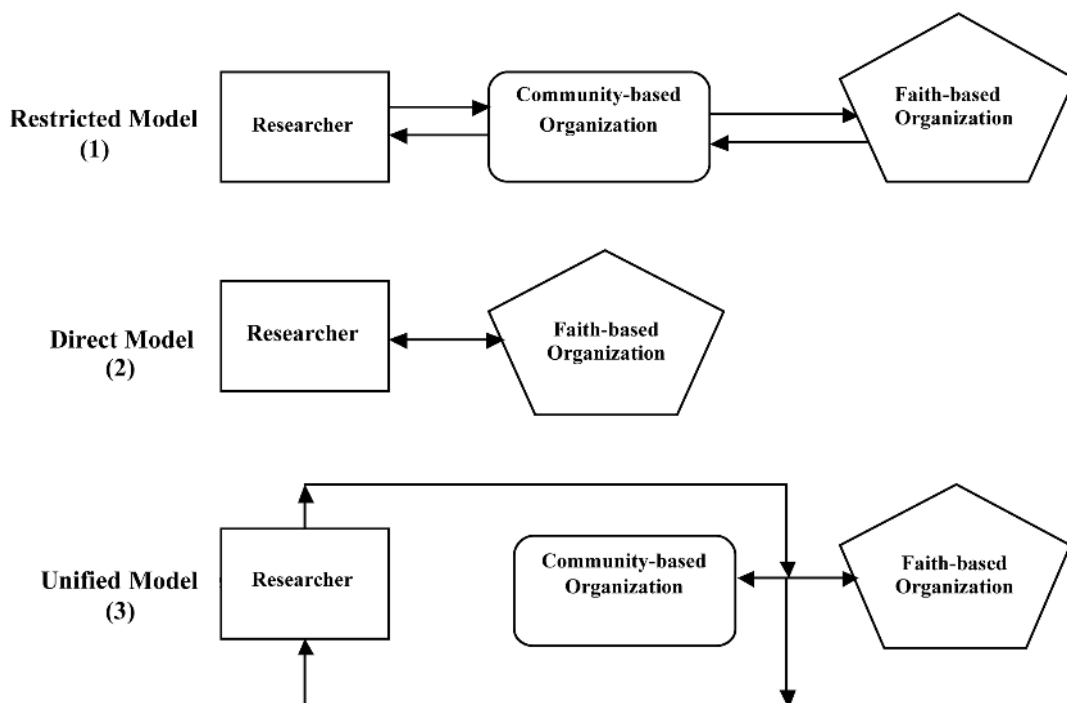 Restricted Model
(1)
Researcher
Community-based
Organization
Faith-based
Organization
Direct Model
(2)
Researcher
Faith-based
Organization
Unified Model
(3)
Researcher
Community-based
Organization
Faith-based
Organization